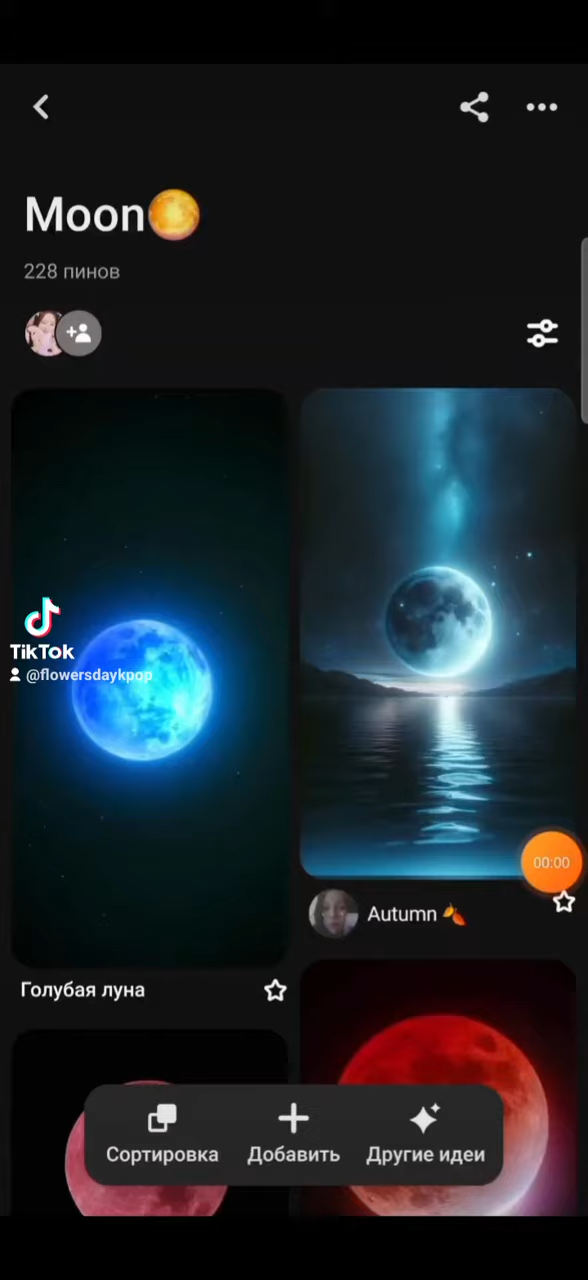 Moon🌕
228 пинов
TikTok
@flowersdaykpop
00:00
Autumn 🍂
Голубая луна
Сортировка
Добавить
Другие идеи